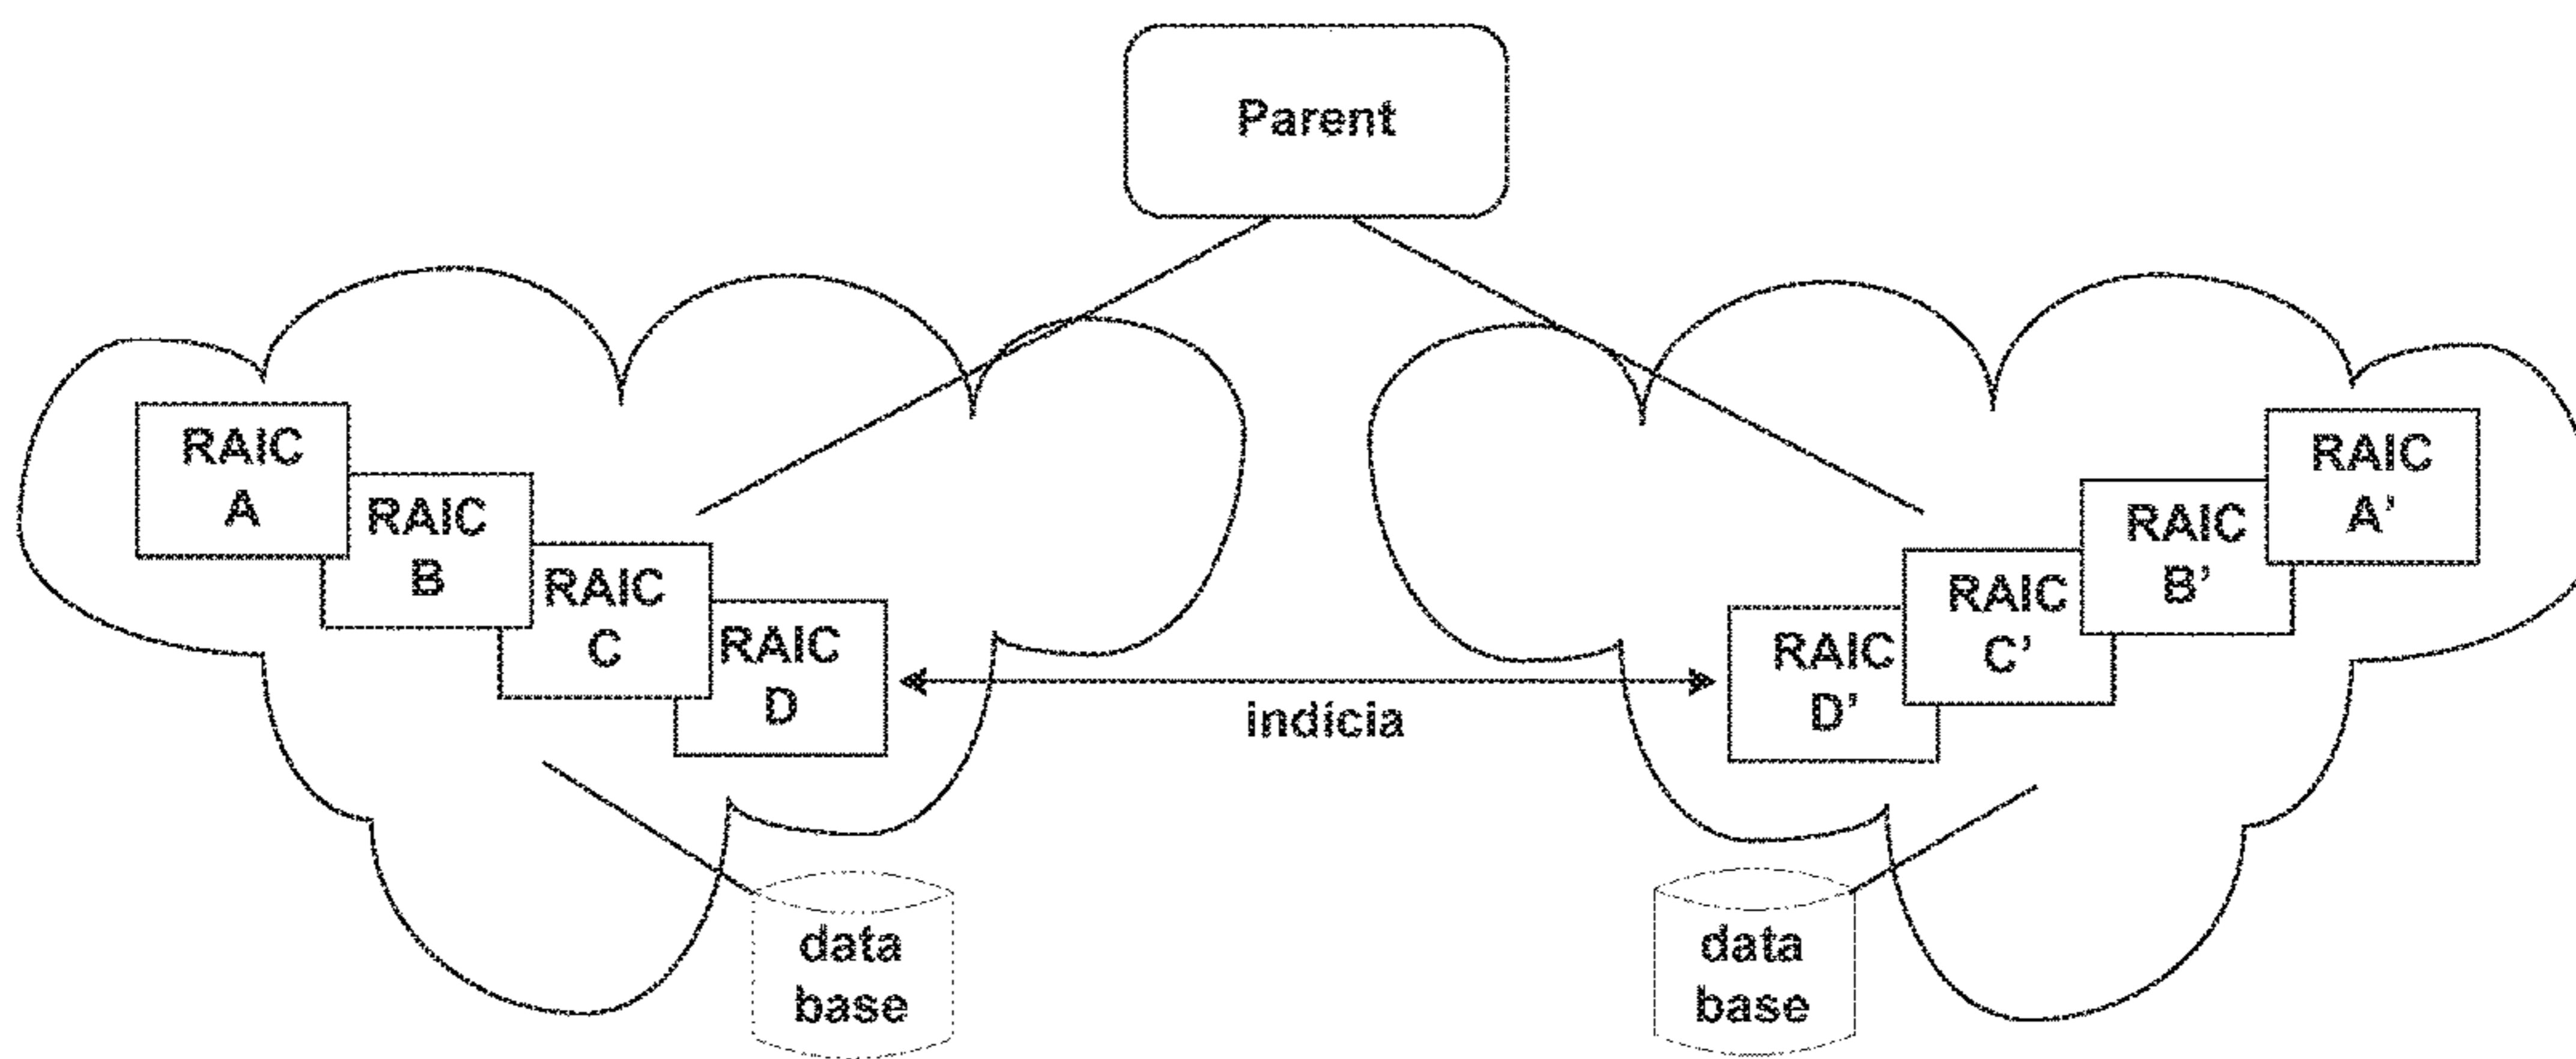 Parent
RAIC
A
RAIC
B
RAIC
C
RAIC
D
indicia
RAIC
D'
RAIC
C'
RAIC
B'
RAIC
A'
data
base
data
base